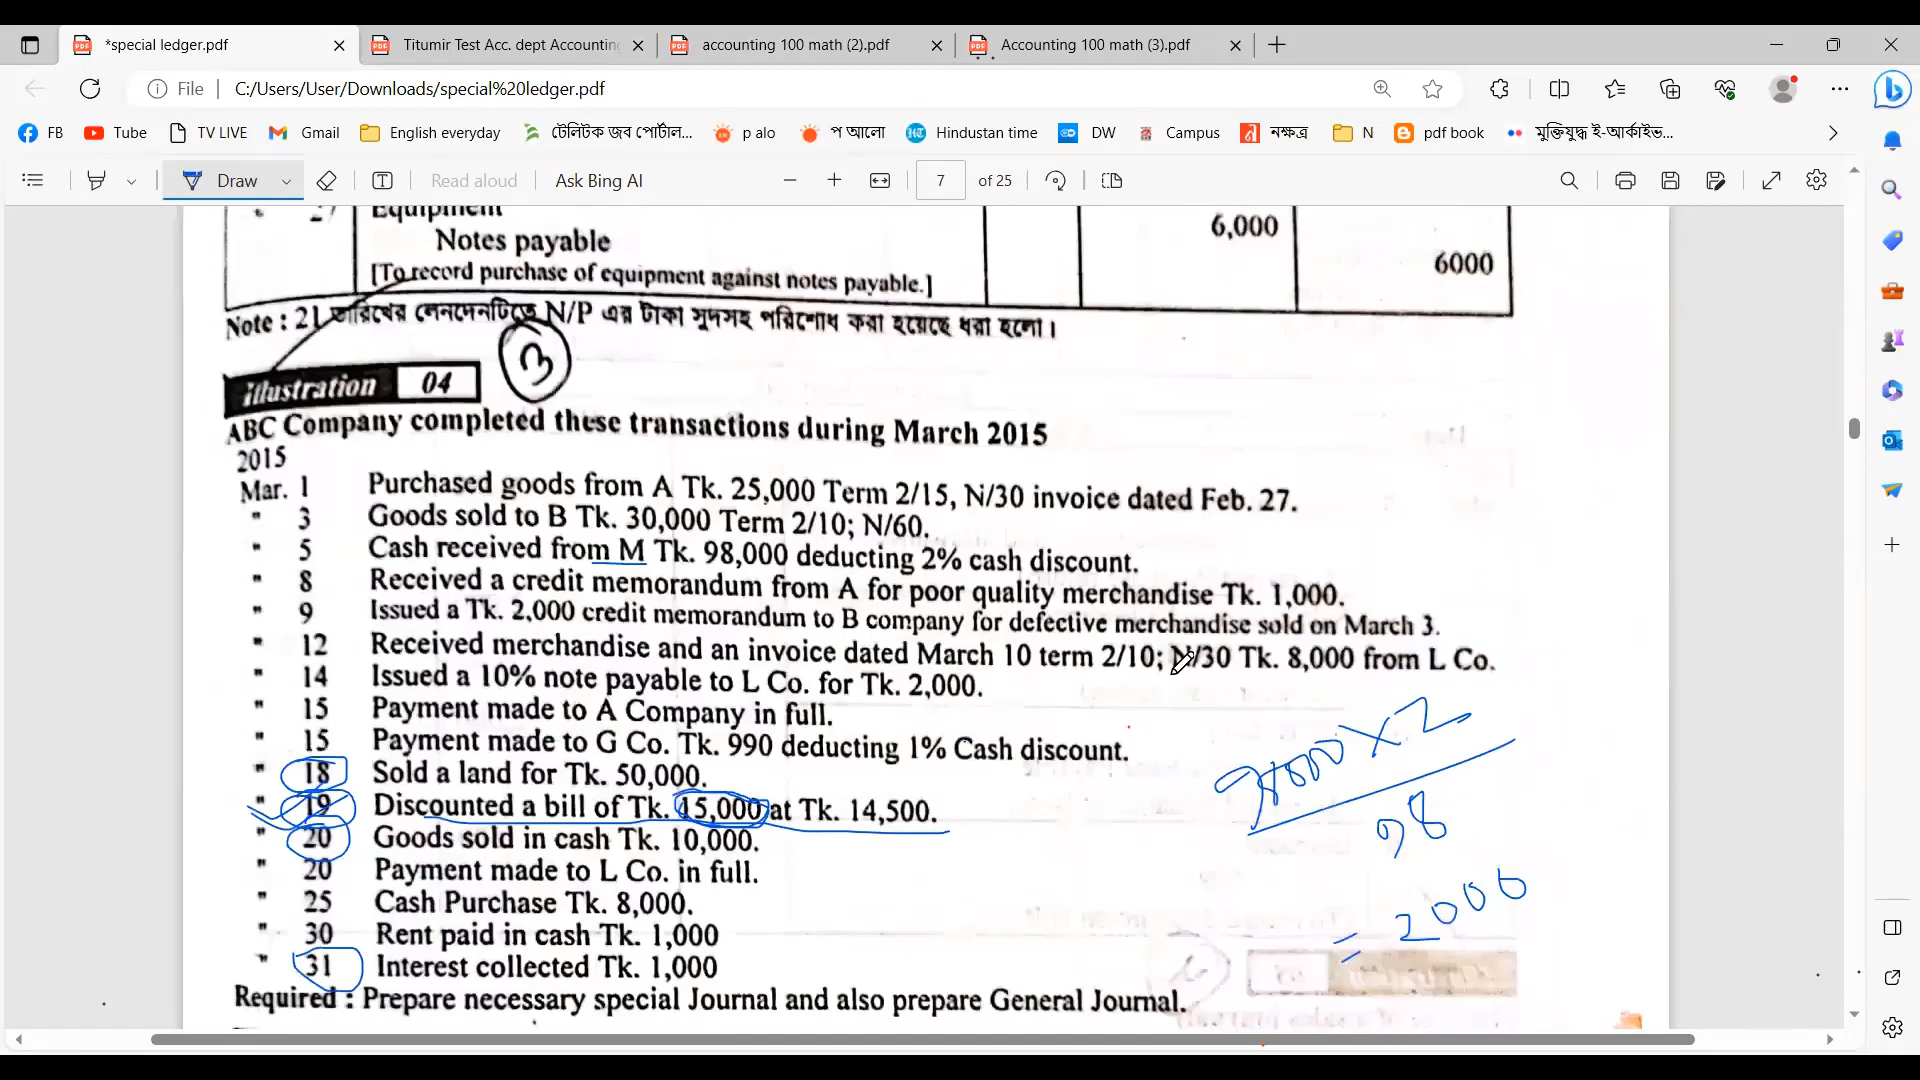 *special ledger.pdf
Titumir Test Acc. dept Accounting
accounting 100 math (2).pdf
Accounting 100 math (3).pdf
File C:/Users/User/Downloads/special%20ledger.pdf
FB Tube TV LIVE Gmail English everyday টেলিটক জব পোর্টাল... p alo প আলো Hindustan time DW Campus নক্ষত্র N pdf book মুক্তিযুদ্ধ ই-আর্কাইভ...
Draw Read aloud Ask Bing AI 7 of 25
27 Equipment 6,000
Notes payable 6000
[To record purchase of equipment against notes payable.]
Note : 21 তারিখের লেনদেনটিতে N/P এর টাকা সুদসহ পরিশোধ করা হয়েছে ধরা হলো।
Illustration 04
ABC Company completed these transactions during March 2015
2015
Mar. 1 Purchased goods from A Tk. 25,000 Term 2/15, N/30 invoice dated Feb. 27.
" 3 Goods sold to B Tk. 30,000 Term 2/10; N/60.
" 5 Cash received from M Tk. 98,000 deducting 2% cash discount.
" 8 Received a credit memorandum from A for poor quality merchandise Tk. 1,000.
" 9 Issued a Tk. 2,000 credit memorandum to B company for defective merchandise sold on March 3.
" 12 Received merchandise and an invoice dated March 10 term 2/10; N/30 Tk. 8,000 from L Co.
" 14 Issued a 10% note payable to L Co. for Tk. 2,000.
" 15 Payment made to A Company in full.
" 15 Payment made to G Co. Tk. 990 deducting 1% Cash discount.
" 18 Sold a land for Tk. 50,000.
" 19 Discounted a bill of Tk. 15,000 at Tk. 14,500.
" 20 Goods sold in cash Tk. 10,000.
" 20 Payment made to L Co. in full.
" 25 Cash Purchase Tk. 8,000.
" 30 Rent paid in cash Tk. 1,000
" 31 Interest collected Tk. 1,000
Required : Prepare necessary special Journal and also prepare General Journal.
98
= 2000